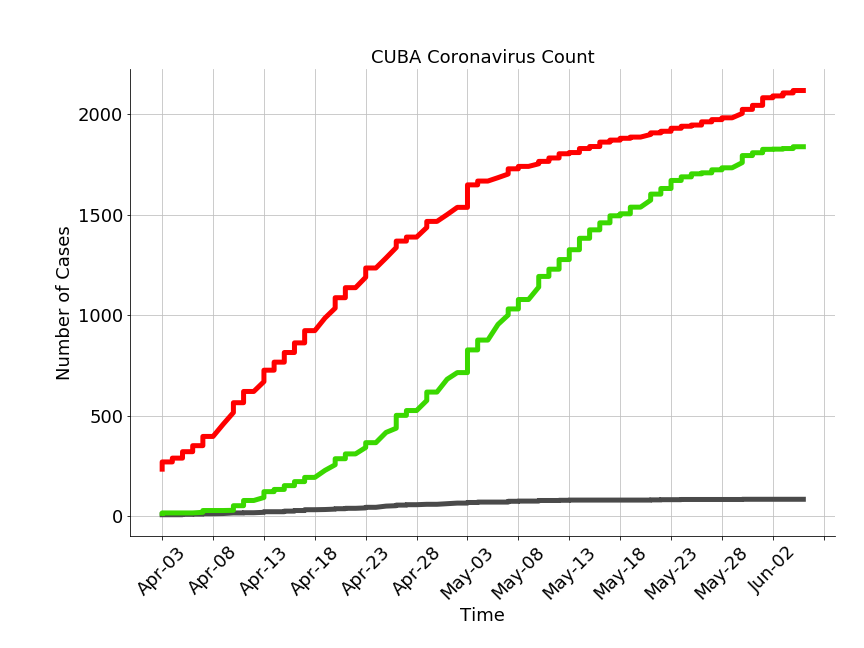 CUBA Coronavirus Count
Number of Cases
2000
1500
1000
500
0
Apr-03
Apr-08
Apr-13
Apr-18
Apr-23
Apr-28
May-03
May-08
May-13
May-18
May-23
May-28
Jun-02
Time